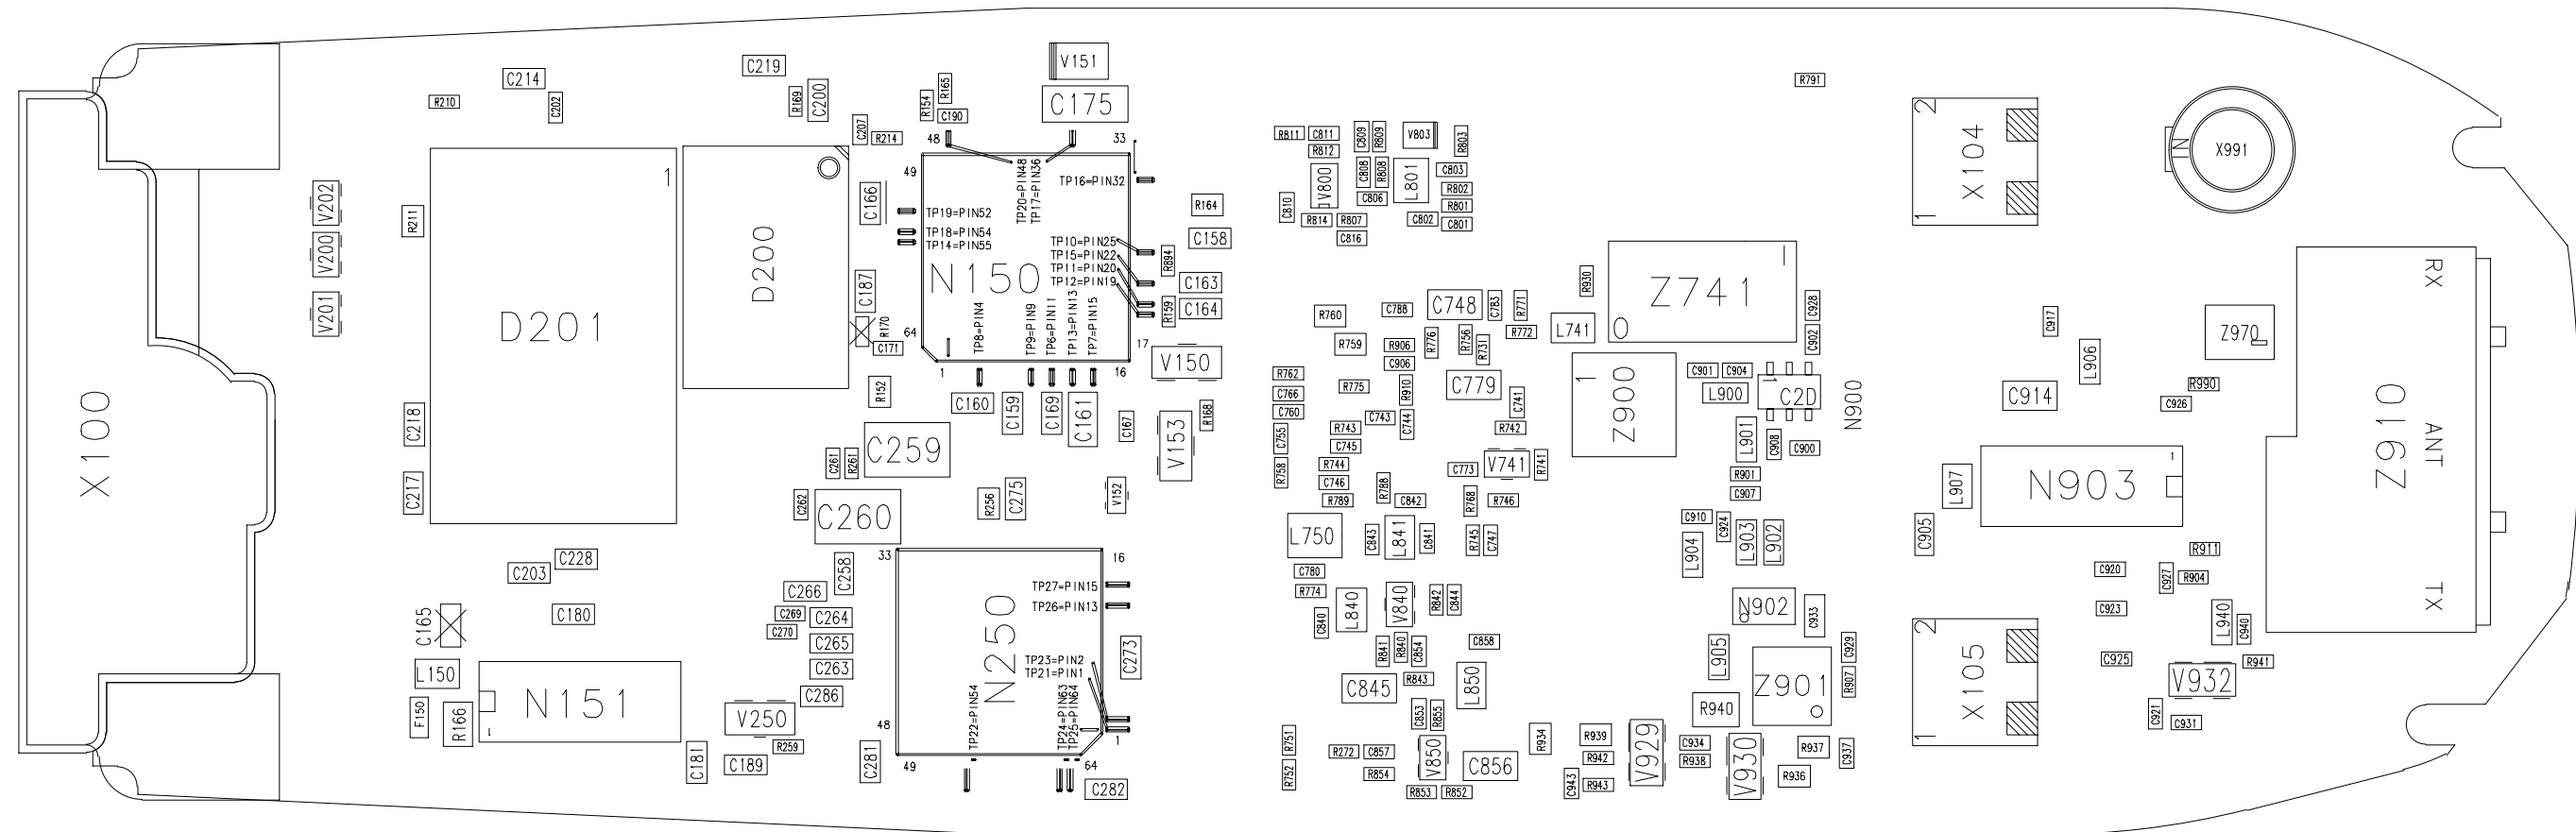 C219
V151
R791
C214
R210
C202
R169
C200
R154
R165
C190
C175
C207
R214
48
33
49
R811
C811
C809
R809
V803
R803
R812
2
X104
1
IN
X991
V202
R211
1
C166
TP20=PIN48
TP17=PIN36
TP16=PIN32
TP19=PIN52
TP18=PIN54
TP14=PIN55
R164
C158
V800
C808
R808
L801
C803
R802
C806
R801
C810
R814
R807
C802
C801
C816
V200
D200
N150
TP10=PIN25
TP15=PIN22
TP11=PIN20
TP12=PIN19
R894
C163
C187
R159
C164
R930
Z741
RX
V201
D201
R170
C171
64
TP8=PIN4
TP9=PIN9
TP6=PIN11
TP13=PIN13
TP7=PIN15
17
V150
1
16
R760
C788
C748
C783
R771
L741
C928
C917
Z970
R759
R906
R776
R756
R731
R772
C902
C906
L906
R152
C160
C159
C169
C161
C167
R168
V153
R762
C766
C760
R775
R910
C779
C741
1
Z900
C901
C904
L900
1
C2D
N900
C914
R990
C926
X100
C218
C743
C744
R743
R742
C755
C745
L901
C908
C900
Z910
ANT
C259
C261
R261
R758
R744
C746
R789
R788
C842
C773
V741
R741
R768
R746
R901
C907
L907
N903
C217
C262
C260
R256
C275
V152
L750
C843
L841
C841
R745
C747
C910
C924
L904
L903
L902
C905
R911
33
16
C203
C228
C258
C266
TP27=PIN15
TP26=PIN13
C780
R774
C920
C927
R904
TX
C165
C180
C269
C264
C270
C265
C263
N250
C840
L840
V840
R842
C844
N902
C933
C923
L940
C940
TP23=PIN2
TP21=PIN1
C273
R841
R840
C854
C858
L905
C929
2
X105
1
C925
R941
L150
N151
C286
C845
R843
L850
Z901
R907
V932
F150
R166
V250
48
TP22=PIN54
TP24=PIN63
TP25=PIN64
1
C853
R855
R940
C921
C931
C181
R259
C189
C281
49
64
C282
R751
R752
R272
C857
R854
V850
C856
R934
R939
R942
V929
C934
R938
V930
R937
C937
R936
C943
R943
R853
R852